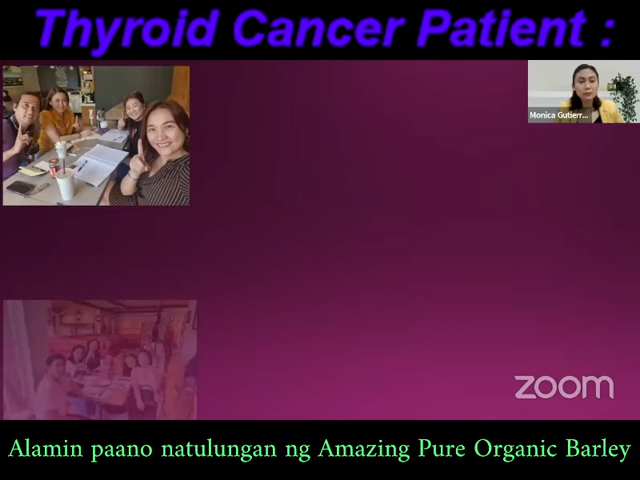 Thyroid Cancer Patient :
Monica Gutierr...
zoom
Alamin paano natulungan ng Amazing Pure Organic Barley